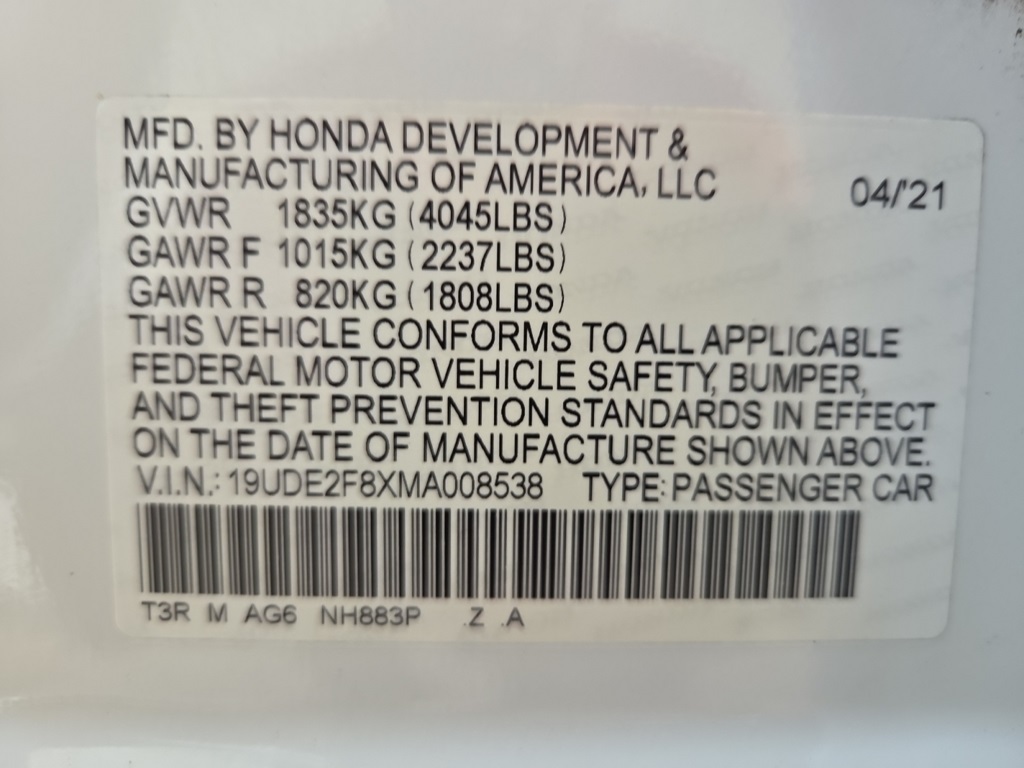 MFD. BY HONDA DEVELOPMENT &
MANUFACTURING OF AMERICA, LLC 04/'21
GVWR 1835KG (4045LBS)
GAWR F 1015KG (2237LBS)
GAWR R 820KG (1808LBS)
THIS VEHICLE CONFORMS TO ALL APPLICABLE
FEDERAL MOTOR VEHICLE SAFETY, BUMPER,
AND THEFT PREVENTION STANDARDS IN EFFECT
ON THE DATE OF MANUFACTURE SHOWN ABOVE.
V.I.N.: 19UDE2F8XMA008538 TYPE: PASSENGER CAR
T3R M AG6 NH883P .Z .A